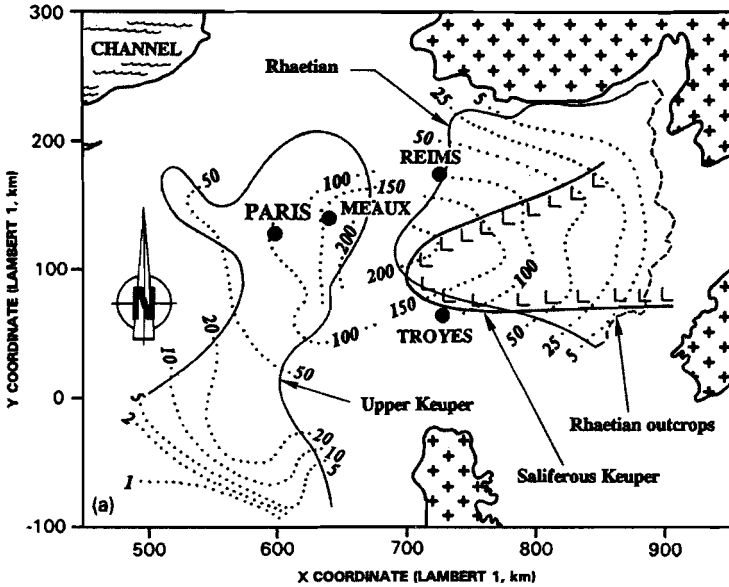 300
200
100
0
-100
Y COORDINATE (LAMBERT 1, km)
CHANNEL
Rhaetian
25
5
50
REIMS
50
100
150
PARIS
MEAUX
200
200
100
N
150
20
100
TROYES
50
25
5
10
50
5
Upper Keuper
2
20
10
5
Rhaetian outcrops
1
Saliferous Keuper
(a)
500 600 700 800 900
X COORDINATE (LAMBERT 1, km)